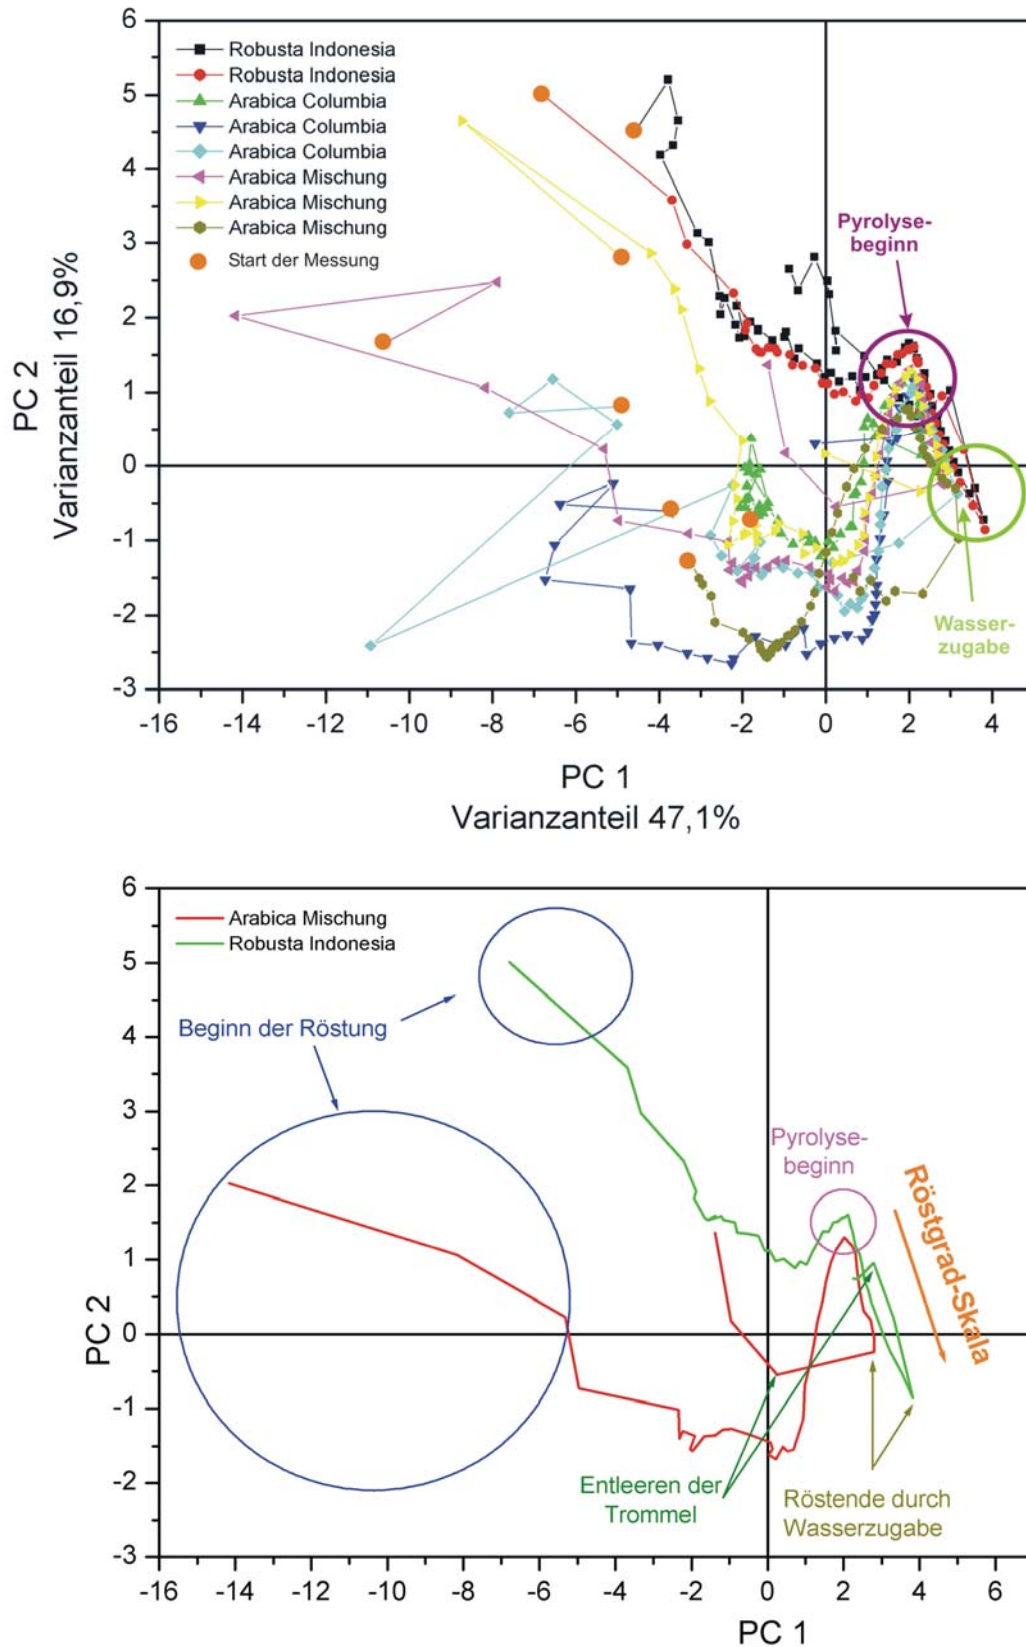 6
5
4
3
2
1
0
-1
-2
-3
PC 2
Varianzanteil 16,9%
Robusta Indonesia
Robusta Indonesia
Arabica Columbia
Arabica Columbia
Arabica Columbia
Arabica Mischung
Arabica Mischung
Arabica Mischung
Start der Messung
Pyrolyse-
beginn
Wasser-
zugabe
-16 -14 -12 -10 -8 -6 -4 -2 0 2 4
PC 1
Varianzanteil 47,1%
6
5
4
3
2
1
0
-1
-2
-3
PC 2
Arabica Mischung
Robusta Indonesia
Beginn der Röstung
Pyrolyse-
beginn
Röstgrad-Skala
Entleeren der
Trommel
Röstende durch
Wasserzugabe
-16 -14 -12 -10 -8 -6 -4 -2 0 2 4 6
PC 1